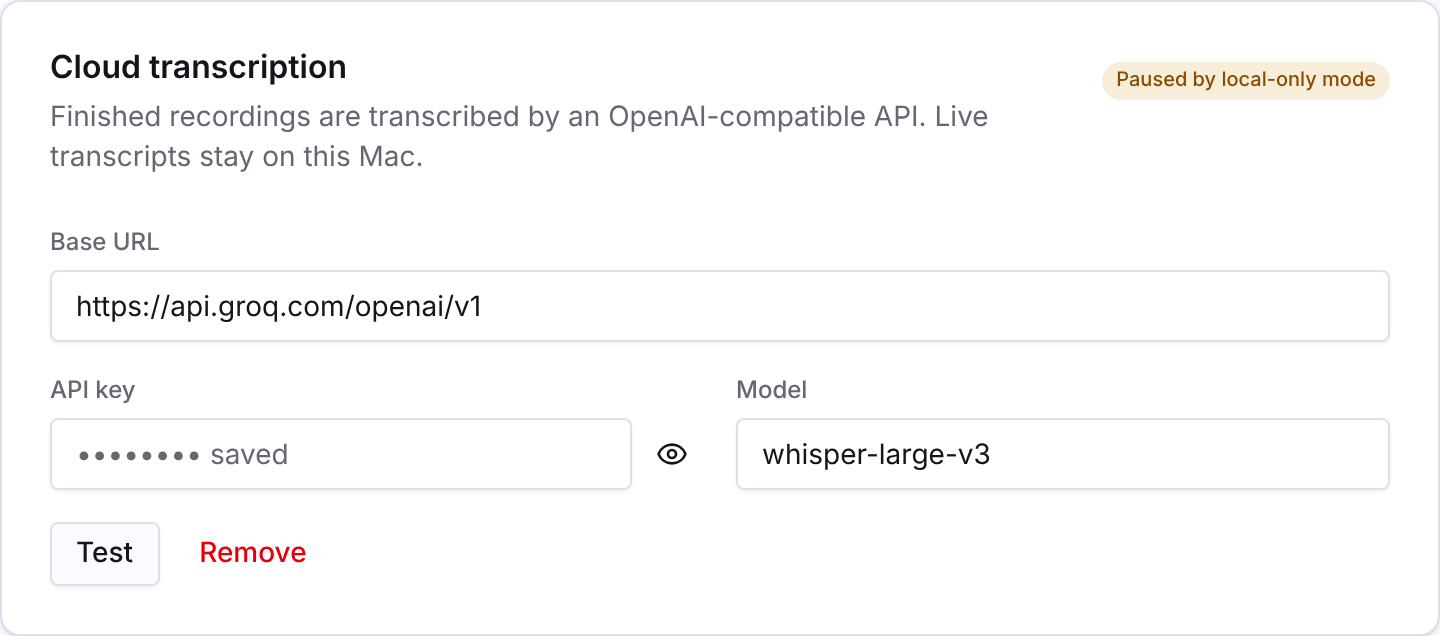 Cloud transcription
Paused by local-only mode
Finished recordings are transcribed by an OpenAI-compatible API. Live
transcripts stay on this Mac.
Base URL
https://api.groq.com/openai/v1
API key
Model
•••••••• saved
whisper-large-v3
Test
Remove